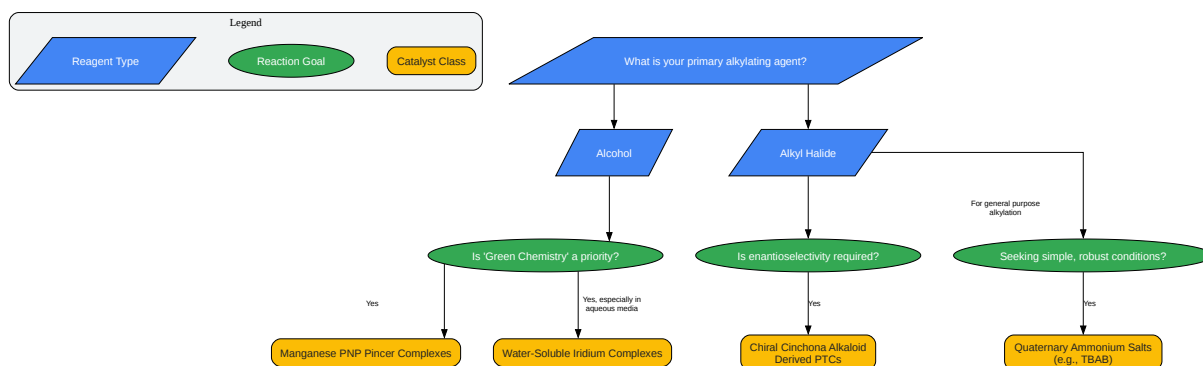 Legend
Reagent Type
Reaction Goal
Catalyst Class
What is your primary alkylating agent?
Alcohol
Alkyl Halide
For general purpose
alkylation
Is 'Green Chemistry' a priority?
Is enantioselectivity required?
Seeking simple, robust conditions?
Yes
Yes, especially in
aqueous media
Yes
Yes
Manganese PNP Pincer Complexes
Water-Soluble Iridium Complexes
Chiral Cinchona Alkaloid
Derived PTCs
Quaternary Ammonium Salts
(e.g., TBAB)